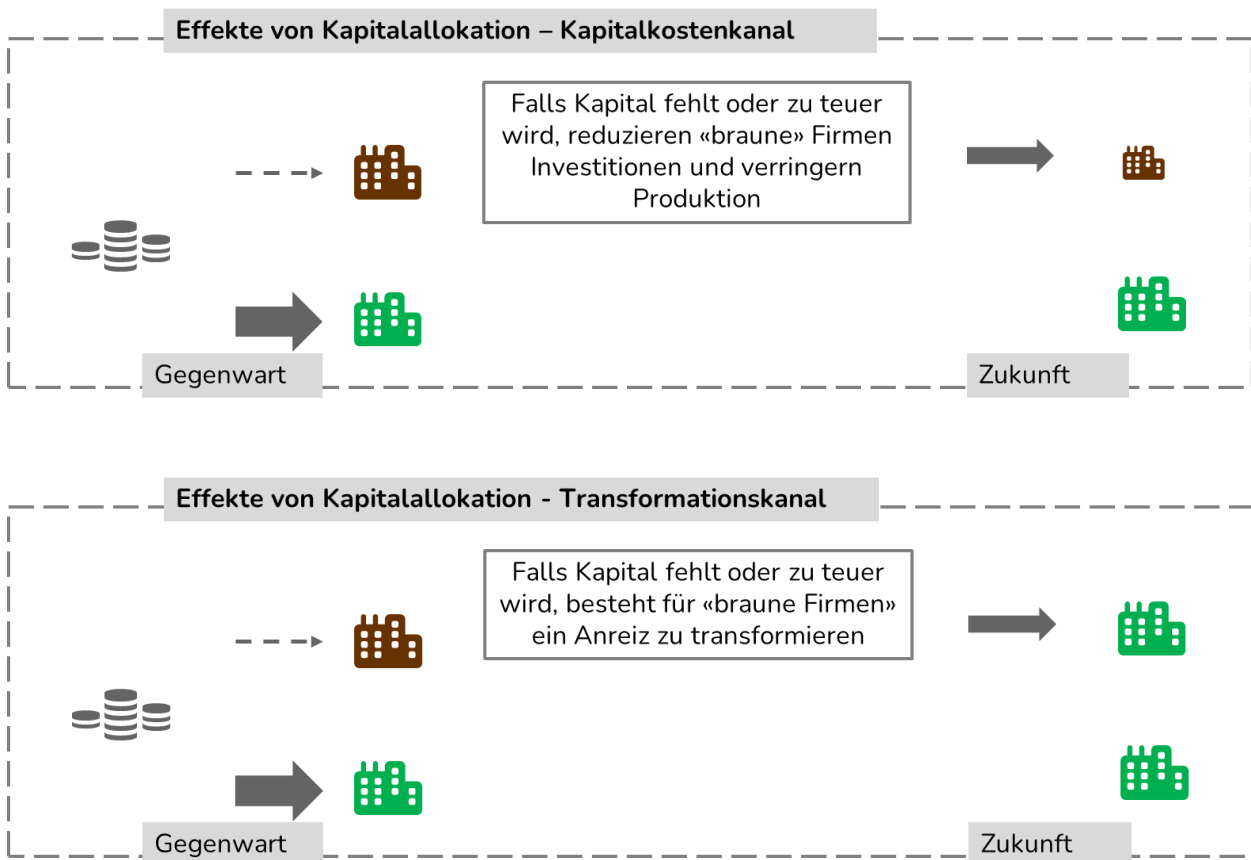 Effekte von Kapitalallokation – Kapitalkostenkanal
Falls Kapital fehlt oder zu teuer
wird, reduzieren «braune» Firmen
Investitionen und verringern
Produktion
Gegenwart
Zukunft
Effekte von Kapitalallokation - Transformationskanal
Falls Kapital fehlt oder zu teuer
wird, besteht für «braune Firmen»
ein Anreiz zu transformieren
Gegenwart
Zukunft